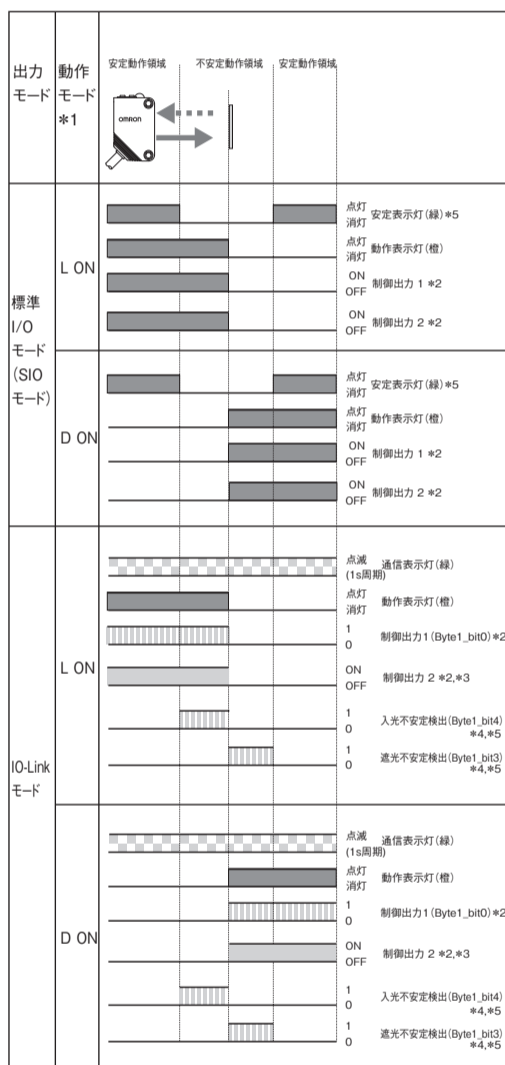 出力
モード
動作
モード
*1
安定動作領域
不安定動作領域
安定動作領域
OMRON
標準
I/O
モード
(SIO
モード)
L ON
点灯
消灯
安定表示灯(緑)*5
点灯
消灯
動作表示灯(橙)
ON
OFF
制御出力 1 *2
ON
OFF
制御出力 2 *2
D ON
点灯
消灯
安定表示灯(緑)*5
点灯
消灯
動作表示灯(橙)
ON
OFF
制御出力 1 *2
ON
OFF
制御出力 2 *2
IO-Link
モード
L ON
点滅
(1s周期)
通信表示灯(緑)
点灯
消灯
動作表示灯(橙)
1
0
制御出力1(Byte1_bit0)*2
ON
OFF
制御出力 2 *2,*3
1
0
入光不安定検出(Byte1_bit4)
*4,*5
1
0
遮光不安定検出(Byte1_bit3)
*4,*5
D ON
点滅
(1s周期)
通信表示灯(緑)
点灯
消灯
動作表示灯(橙)
1
0
制御出力1(Byte1_bit0)*2
ON
OFF
制御出力 2 *2,*3
1
0
入光不安定検出(Byte1_bit4)
*4,*5
1
0
遮光不安定検出(Byte1_bit3)
*4,*5